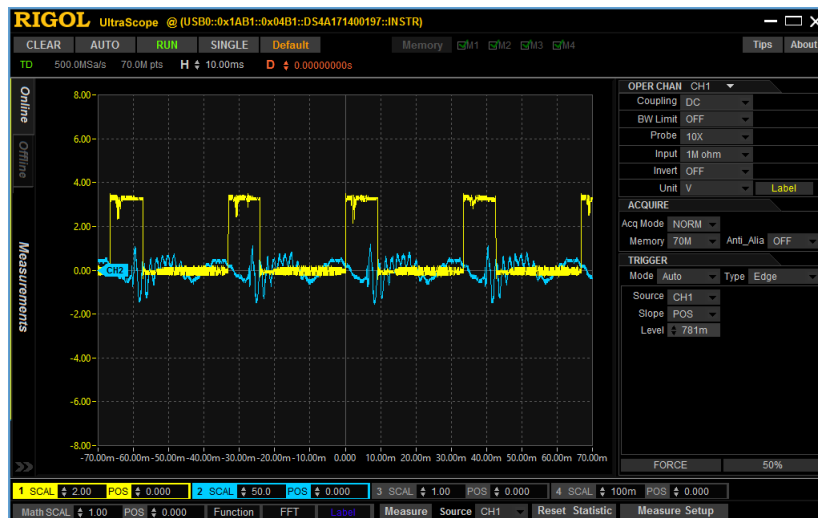 RIGOL UltraScope @ (USB0::0x1AB1::0x04B1::DS4A171400197::INSTR)
CLEAR AUTO RUN SINGLE Default Memory M1 M2 M3 M4 Tips About
TD 500.0MSa/s 70.0M pts H 10.00ms D 0.00000000s
Online
Offline
Measurements
8.00
6.00
4.00
2.00
0.00
-2.00
-4.00
-6.00
-8.00
CH2
-70.00m -60.00m -50.00m -40.00m -30.00m -20.00m -10.00m 0.000 10.00m 20.00m 30.00m 40.00m 50.00m 60.00m 70.00m
OPER CHAN CH1
Coupling DC
BW Limit OFF
Probe 10X
Input 1M ohm
Invert OFF
Unit V Label
ACQUIRE
Acq Mode NORM
Memory 70M Anti_Alia OFF
TRIGGER
Mode Auto Type Edge
Source CH1
Slope POS
Level 781m
FORCE 50%
1 SCAL 2.00 POS 0.000 2 SCAL 50.0 POS 0.000 3 SCAL 1.00 POS 0.000 4 SCAL 100m POS 0.000
Math SCAL 1.00 POS 0.000 Function FFT Label Measure Source CH1 Reset Statistic Measure Setup